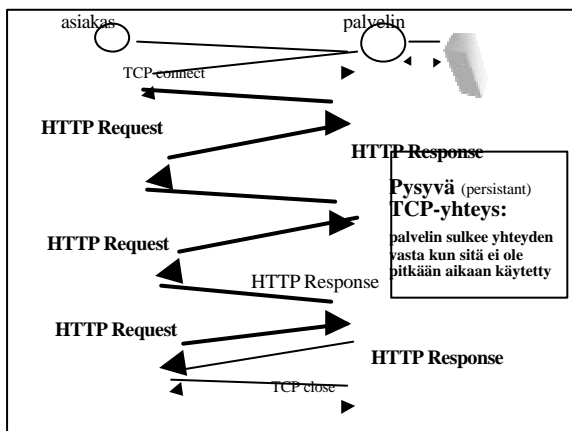 asiakas
palvelin
TCP connect
HTTP Request
HTTP Response
Pysyvä (persistant)
TCP-yhteys:
palvelin sulkee yhteyden
vasta kun sitä ei ole
pitkään aikaan käytetty
HTTP Request
HTTP Response
HTTP Request
HTTP Response
TCP close